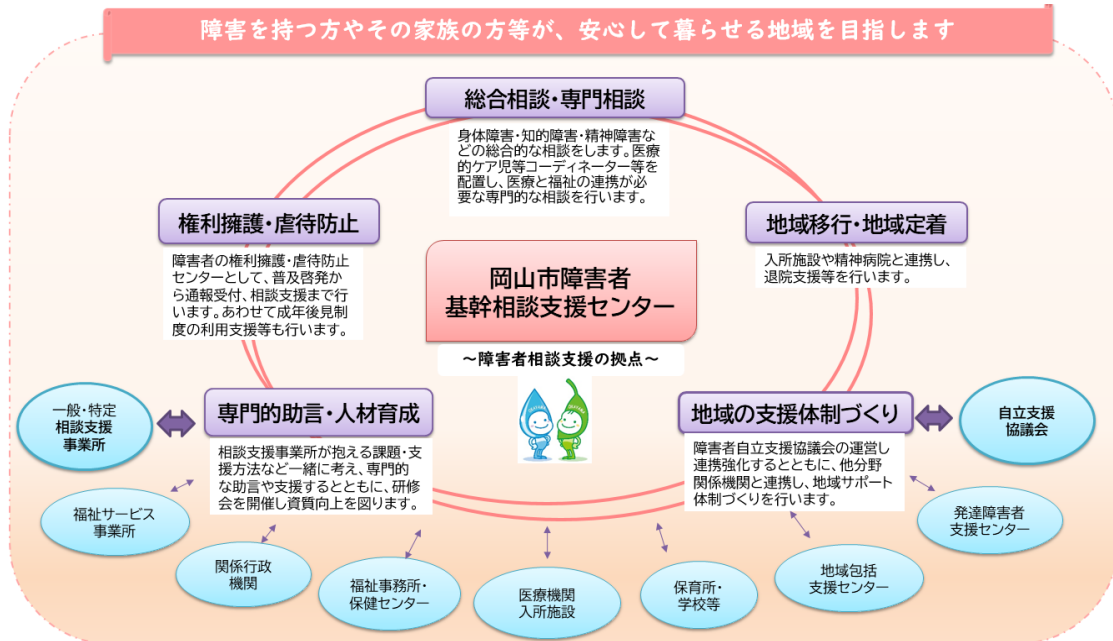 障害を持つ方やその家族の方等が、安心して暮らせる地域を目指します
総合相談・専門相談
身体障害・知的障害・精神障害な
どの総合的な相談をします。医療
的ケア児等コーディネーター等を
配置し、医療と福祉の連携が必
要な専門的な相談を行います。
権利擁護・虐待防止
障害者の権利擁護・虐待防止
センターとして、普及啓発か
ら通報受付、相談支援まで行
います。あわせて成年後見制
度の利用支援等も行います。
地域移行・地域定着
入所施設や精神病院と連携し、
退院支援等を行います。
岡山市障害者
基幹相談支援センター
～障害者相談支援の拠点～
専門的助言・人材育成
相談支援事業所が抱える課題・支
援方法など一緒に考え、専門的
な助言や支援するとともに、研修
会を開催し資質向上を図ります。
地域の支援体制づくり
障害者自立支援協議会の運営し
連携強化するとともに、他分野
関係機関と連携し、地域サポート
体制づくりを行います。
一般・特定
相談支援
事業所
自立支援
協議会
福祉サービス
事業所
関係行政
機関
福祉事務所・
保健センター
医療機関
入所施設
保育所・
学校等
地域包括
支援センター
発達障害者
支援センター